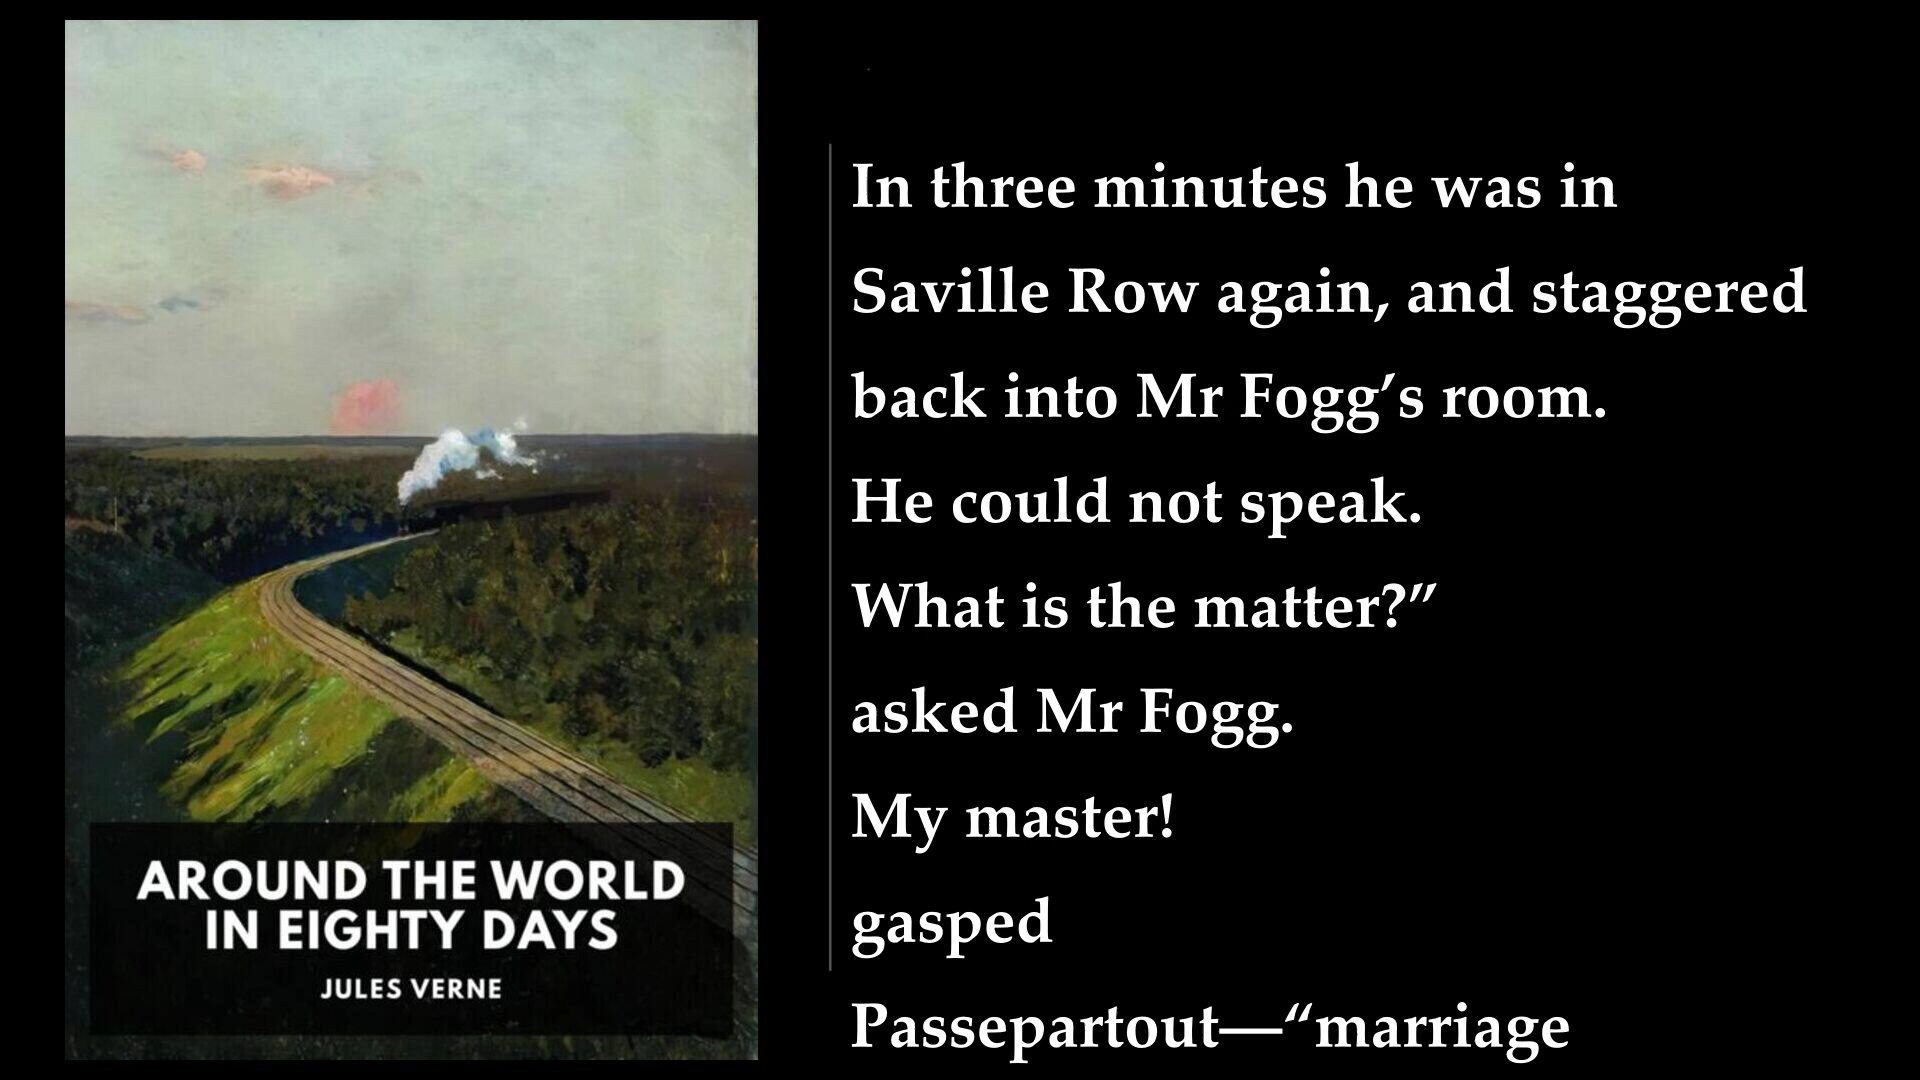 AROUND THE WORLD
IN EIGHTY DAYS
JULES VERNE
In three minutes he was in
Saville Row again, and staggered
back into Mr Fogg’s room.
He could not speak.
What is the matter?”
asked Mr Fogg.
My master!
gasped
Passepartout—“marriage